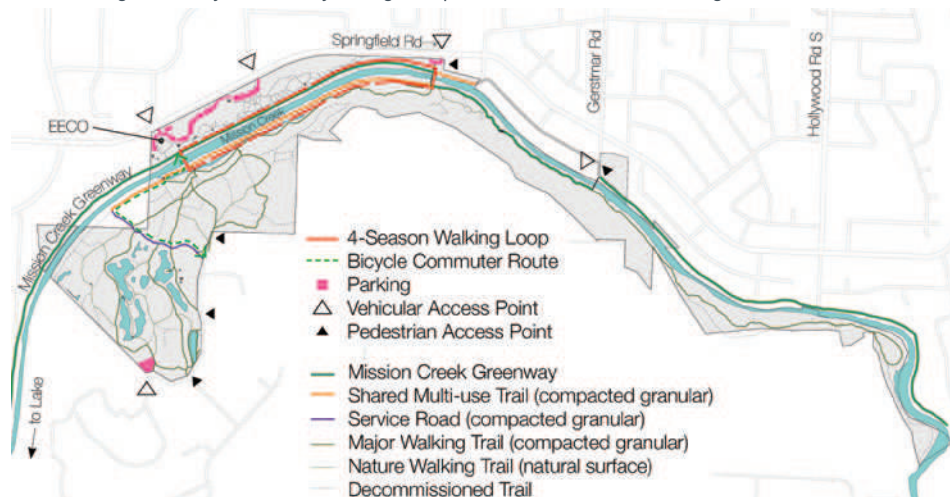 Springfield Rd
Gerstmar Rd
Hollywood Rd S
EECO
Mission Creek
Mission Creek Greenway
to Lake
4-Season Walking Loop
Bicycle Commuter Route
Parking
Vehicular Access Point
Pedestrian Access Point
Mission Creek Greenway
Shared Multi-use Trail (compacted granular)
Service Road (compacted granular)
Major Walking Trail (compacted granular)
Nature Walking Trail (natural surface)
Decommissioned Trail